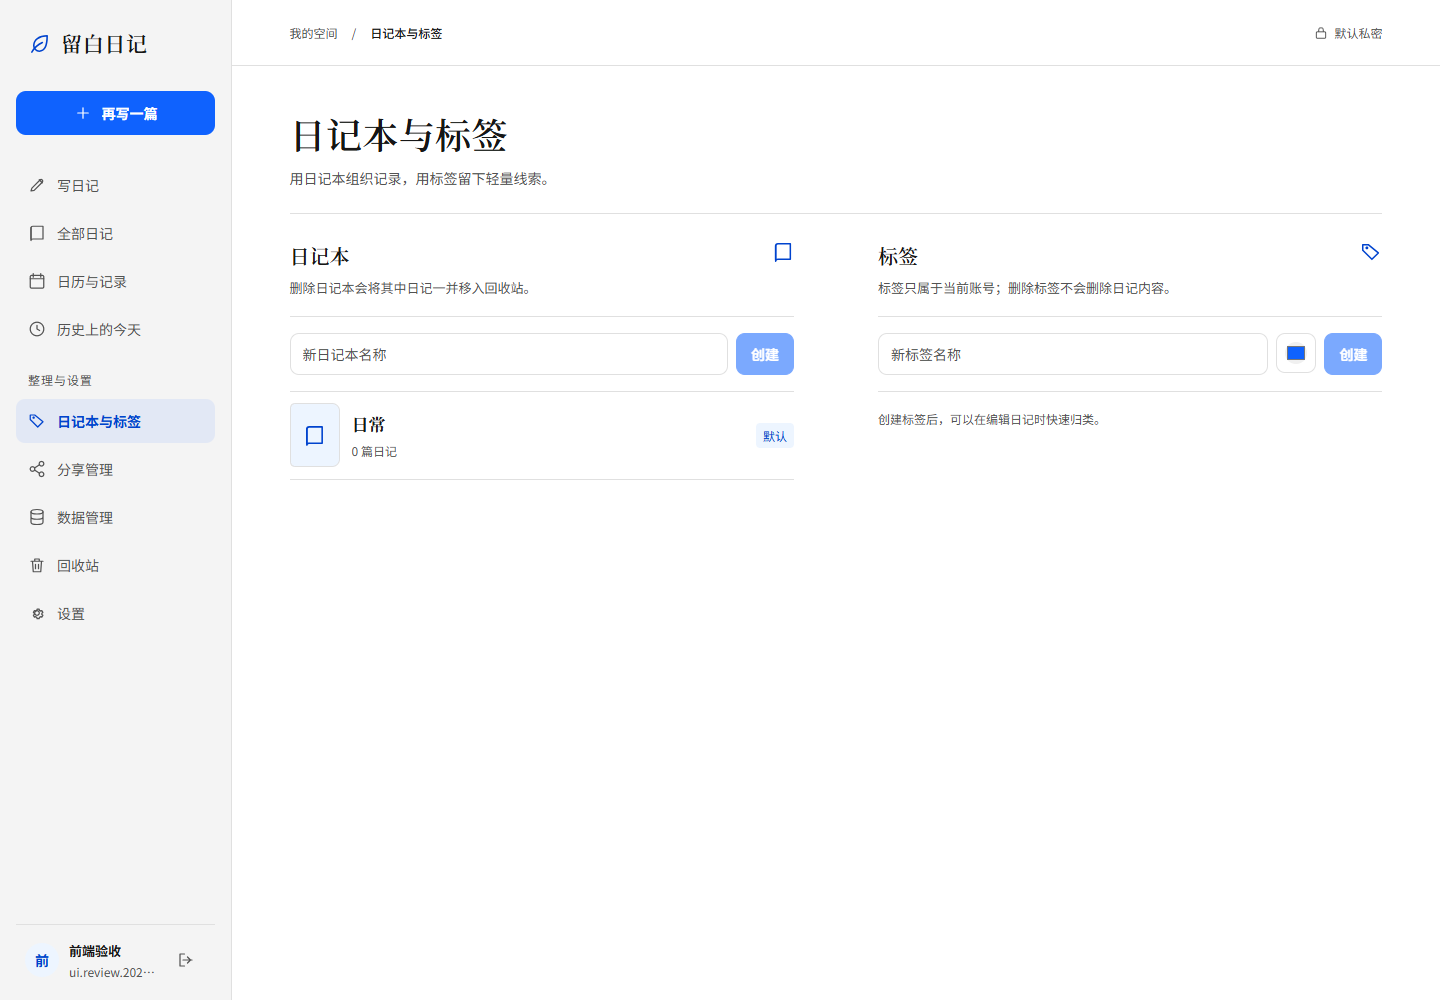 留白日记
再写一篇
写日记
全部日记
日历与记录
历史上的今天
整理与设置
日记本与标签
分享管理
数据管理
回收站
设置
前
前端验收
ui.review.202…
我的空间 / 日记本与标签
默认私密
日记本与标签
用日记本组织记录，用标签留下轻量线索。
日记本
删除日记本会将其中日记一并移入回收站。
新日记本名称
创建
日常
0 篇日记
默认
标签
标签只属于当前账号；删除标签不会删除日记内容。
新标签名称
创建
创建标签后，可以在编辑日记时快速归类。